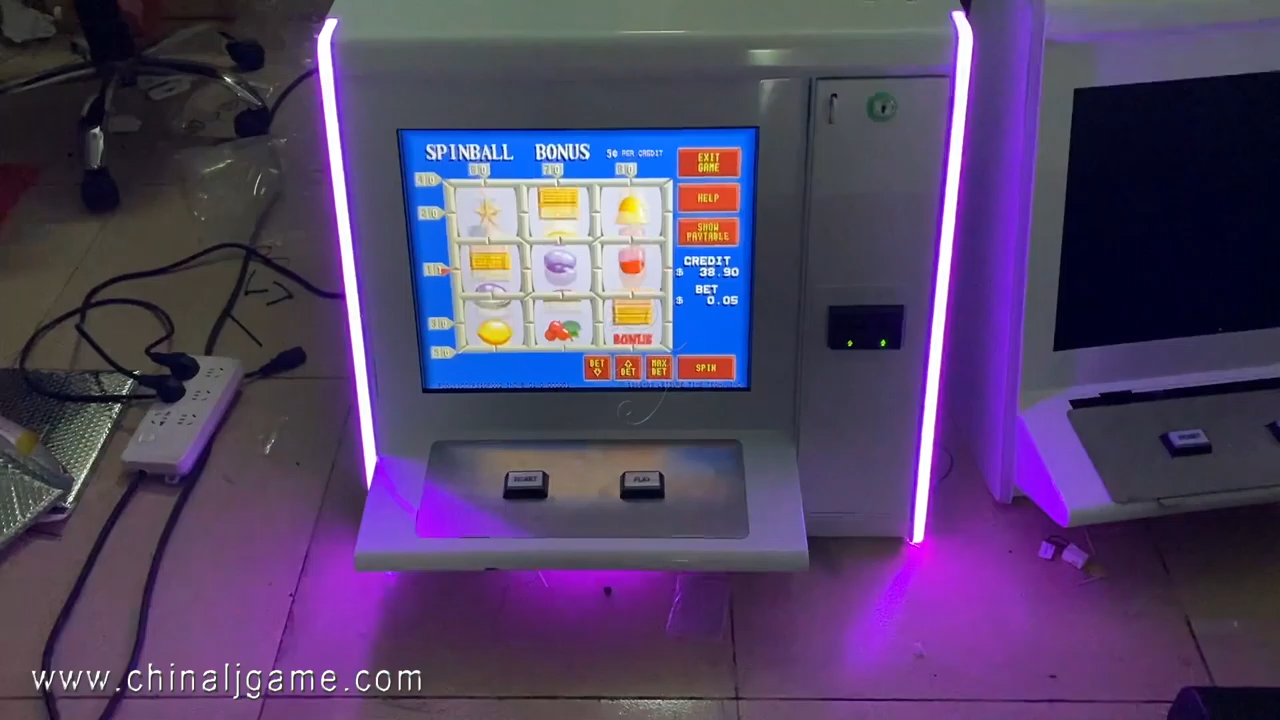 SPINBALL BONUS 5¢ PER CREDIT
EXIT GAME
HELP
SHOW PAYTABLE
CREDIT
$ 38.90
BET
$ 0.05
BONUS
BET
BET
MAX BET
SPIN
PLAY
www.chinaljgame.com